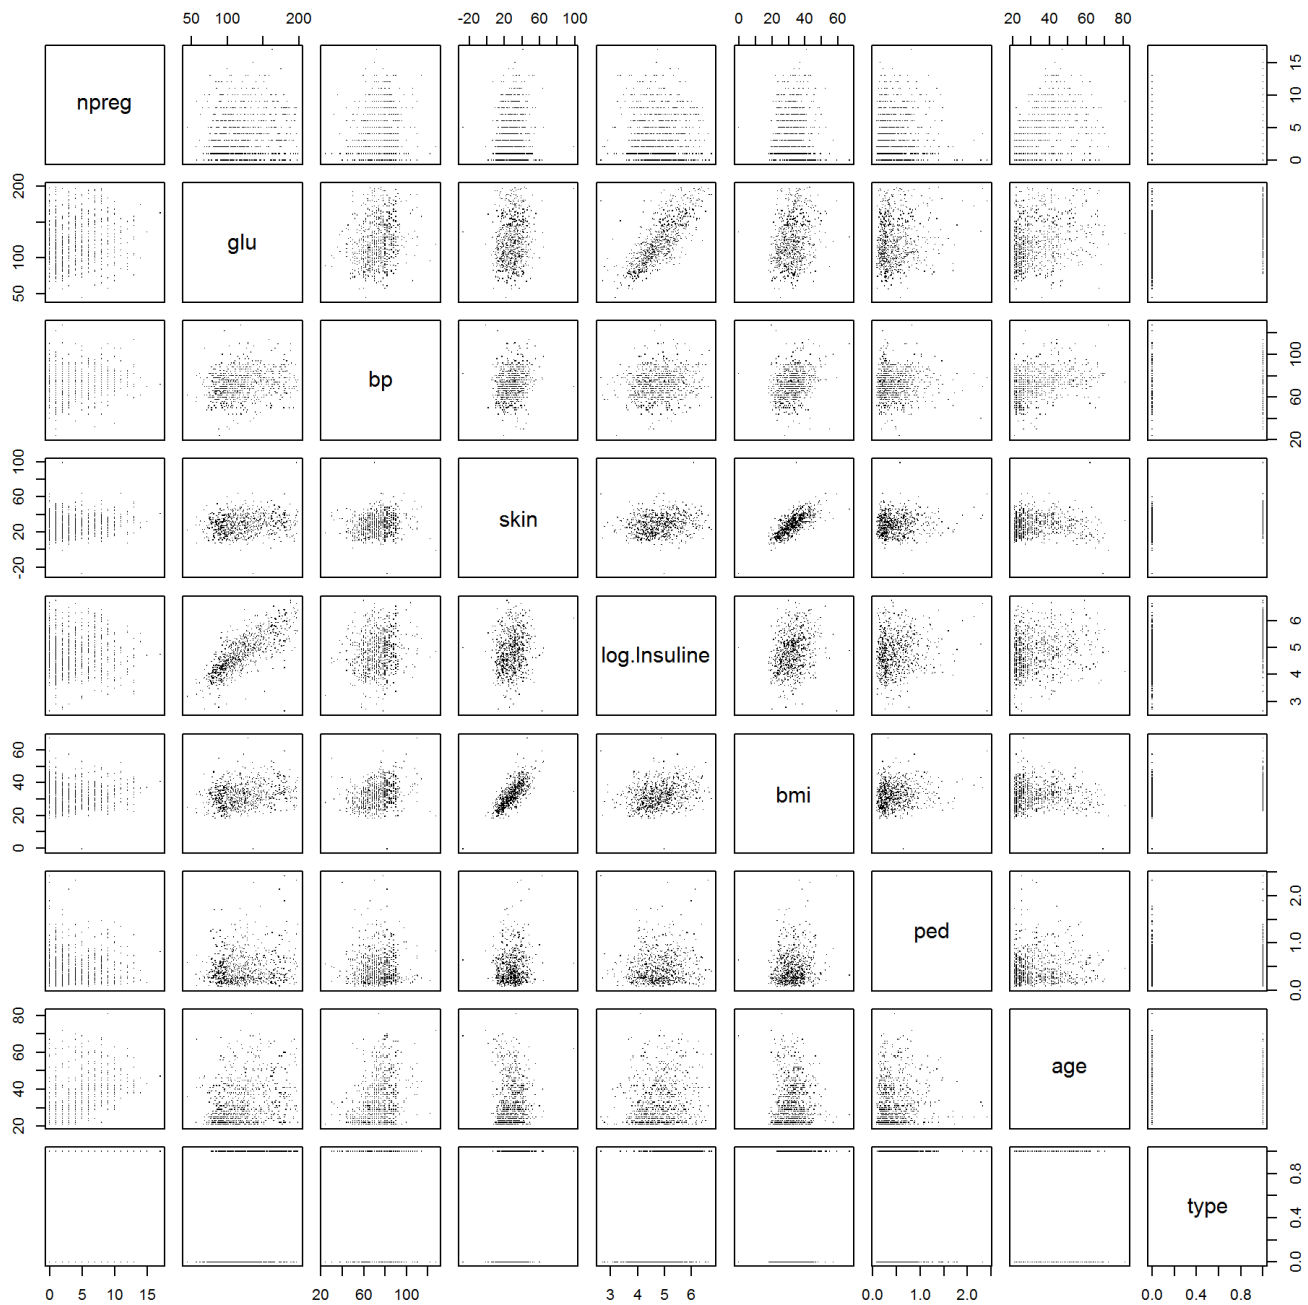 50 100 200 -20 20 60 100 0 20 40 60 20 40 60 80
npreg
0 5 10 15
50 100 200
glu
bp
20 60 100
-20 20 60 100
skin
log.Insuline
3 4 5 6
0 20 40 60
bmi
ped
0.0 1.0 2.0
20 40 60 80
age
type
0.0 0.4 0.8
0 5 10 15 20 60 100 3 4 5 6 0.0 1.0 2.0 0.0 0.4 0.8